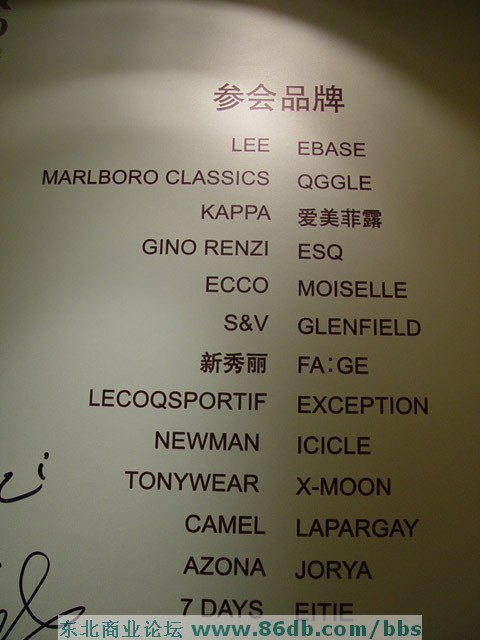 参会品牌
LEE EBASE
MARLBORO CLASSICS QGGLE
KAPPA 爱美菲露
GINO RENZI ESQ
ECCO MOISELLE
S&V GLENFIELD
新秀丽 FA:GE
LECOQSPORTIF EXCEPTION
NEWMAN ICICLE
TONYWEAR X-MOON
CAMEL LAPARGAY
AZONA JORYA
7 DAYS EITIE
东北商业论坛 www.86db.com/bbs